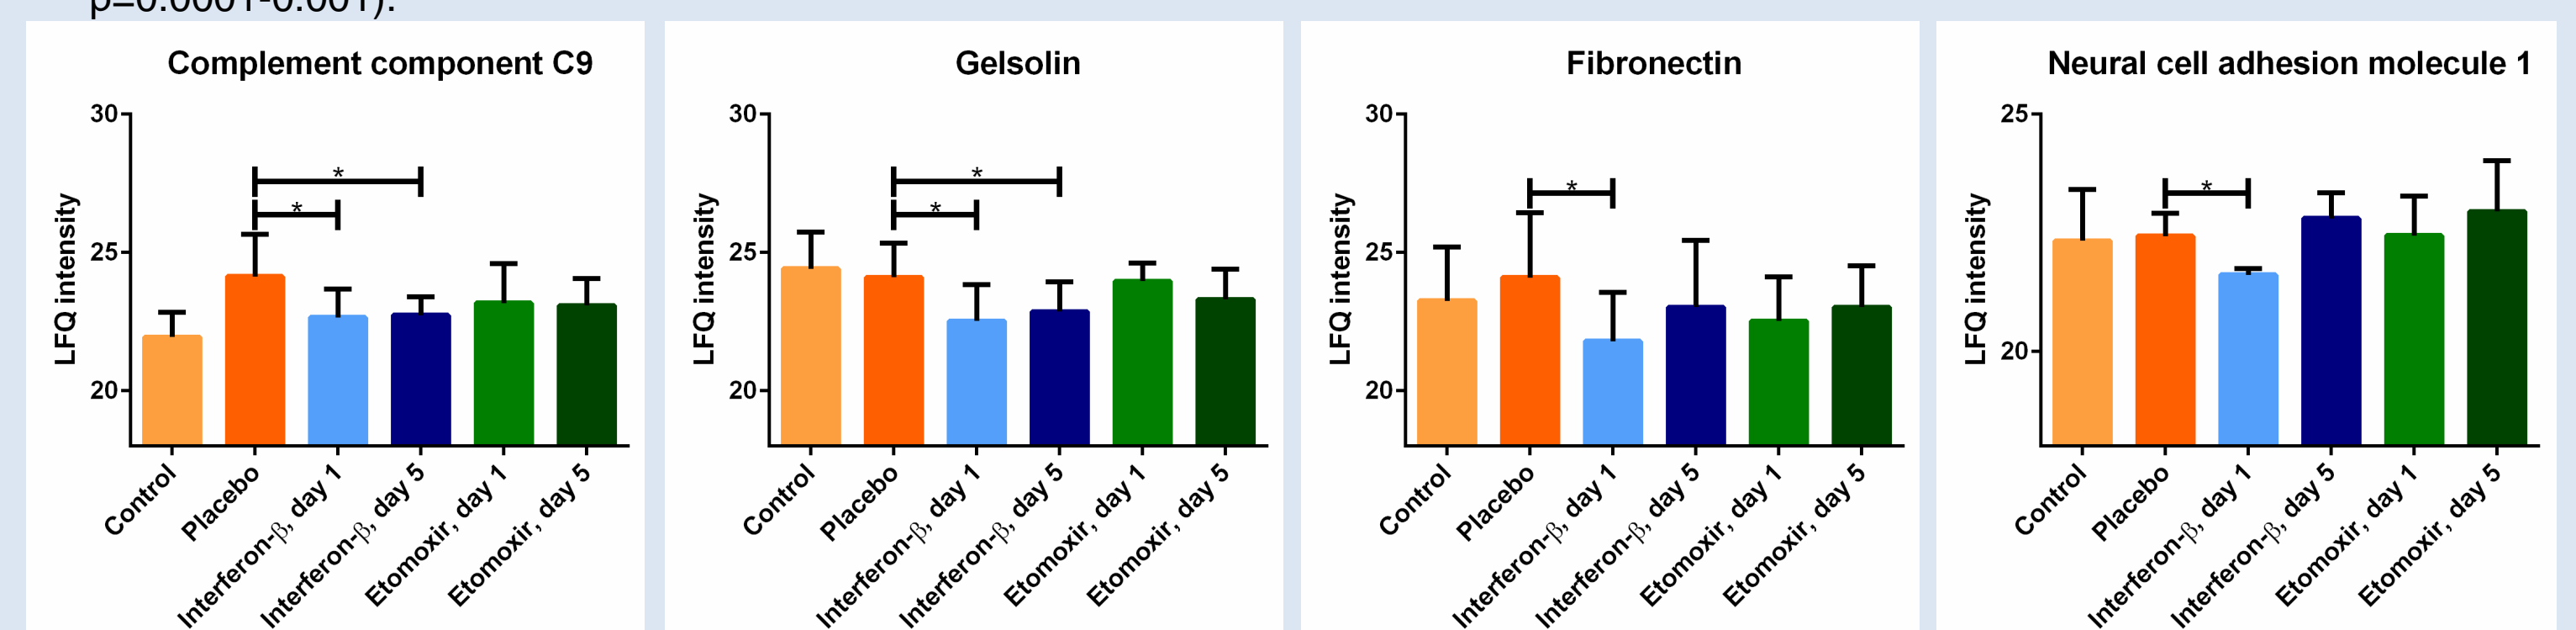 p=0.0001-0.001).
Complement component C9
30
25
20
LFQ intensity
*
*
Control
Placebo
Interferon-β, day 1
Interferon-β, day 5
Etomoxir, day 1
Etomoxir, day 5
Gelsolin
30
25
20
LFQ intensity
*
*
Control
Placebo
Interferon-β, day 1
Interferon-β, day 5
Etomoxir, day 1
Etomoxir, day 5
Fibronectin
30
25
20
LFQ intensity
*
Control
Placebo
Interferon-β, day 1
Interferon-β, day 5
Etomoxir, day 1
Etomoxir, day 5
Neural cell adhesion molecule 1
25
20
LFQ intensity
*
Control
Placebo
Interferon-β, day 1
Interferon-β, day 5
Etomoxir, day 1
Etomoxir, day 5